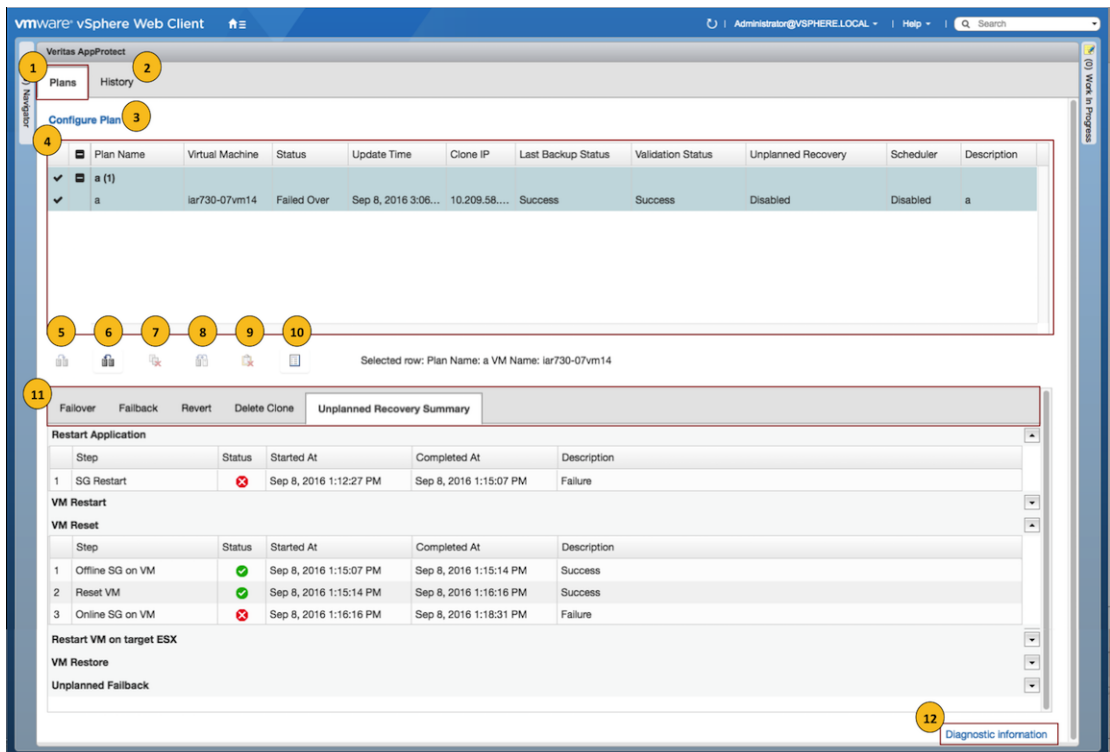 vmware® vSphere Web Client
Administrator@VSPHERE.LOCAL
Help
Search
Veritas AppProtect
1
2
Plans
History
Navigator
(0) Work In Progress
Configure Plan
3
4
Plan Name Virtual Machine Status Update Time Clone IP Last Backup Status Validation Status Unplanned Recovery Scheduler Description
a (1)
a iar730-07vm14 Failed Over Sep 8, 2016 3:06... 10.209.58.... Success Success Disabled Disabled a
5 6 7 8 9 10
Selected row: Plan Name: a VM Name: iar730-07vm14
11
Failover Failback Revert Delete Clone Unplanned Recovery Summary
Restart Application
Step Status Started At Completed At Description
1 SG Restart Sep 8, 2016 1:12:27 PM Sep 8, 2016 1:15:07 PM Failure
VM Restart
VM Reset
Step Status Started At Completed At Description
1 Offline SG on VM Sep 8, 2016 1:15:07 PM Sep 8, 2016 1:15:14 PM Success
2 Reset VM Sep 8, 2016 1:15:14 PM Sep 8, 2016 1:16:16 PM Success
3 Online SG on VM Sep 8, 2016 1:16:16 PM Sep 8, 2016 1:18:31 PM Failure
Restart VM on target ESX
VM Restore
Unplanned Failback
12
Diagnostic information